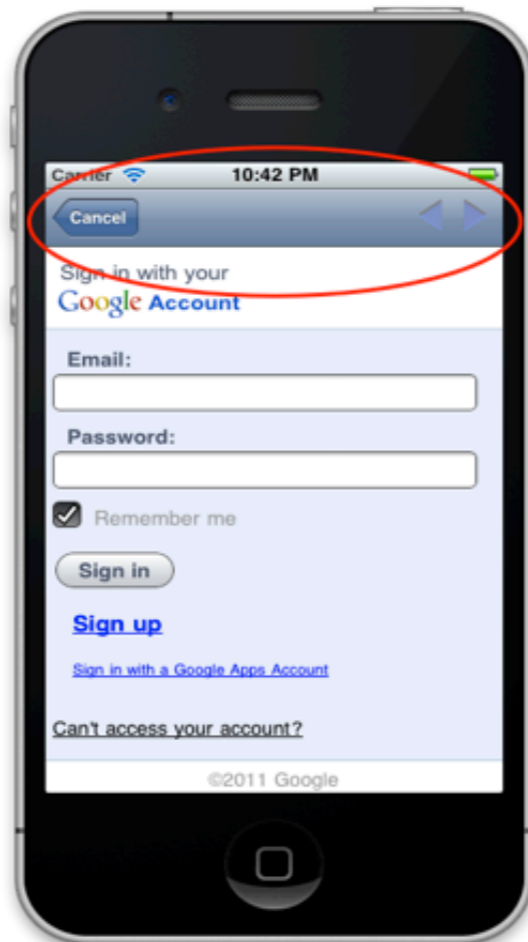 Carrier 10:42 PM
Cancel
Sign in with your
Google Account
Email:
Password:
Remember me
Sign in
Sign up
Sign in with a Google Apps Account
Can't access your account?
©2011 Google